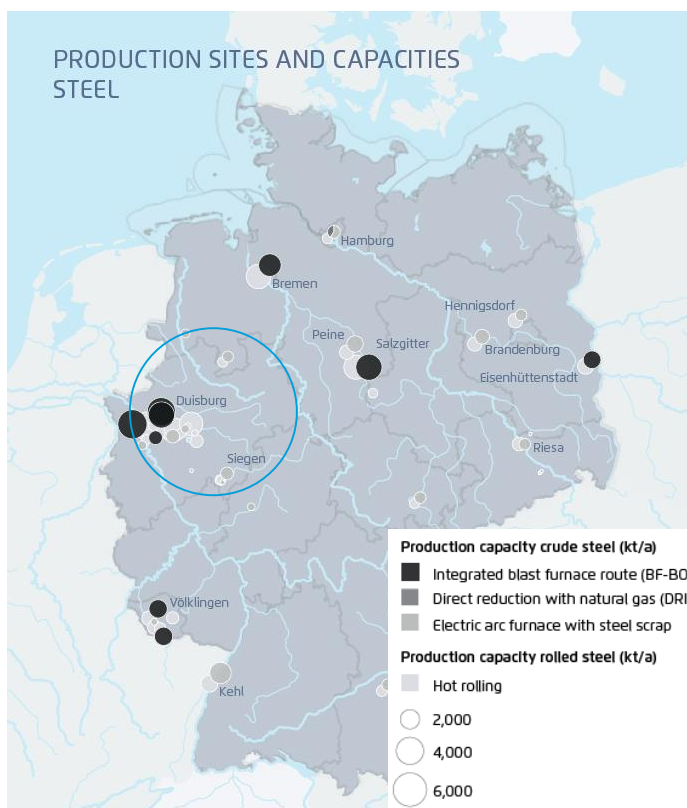 PRODUCTION SITES AND CAPACITIES
STEEL
Hamburg
Bremen
Hennigsdorf
Peine
Salzgitter
Brandenburg
Eisenhüttenstadt
Duisburg
Riesa
Siegen
Production capacity crude steel (kt/a)
Integrated blast furnace route (BF-BO
Direct reduction with natural gas (DRI
Electric arc furnace with steel scrap
Völklingen
Production capacity rolled steel (kt/a)
Hot rolling
Kehl
2,000
4,000
6,000